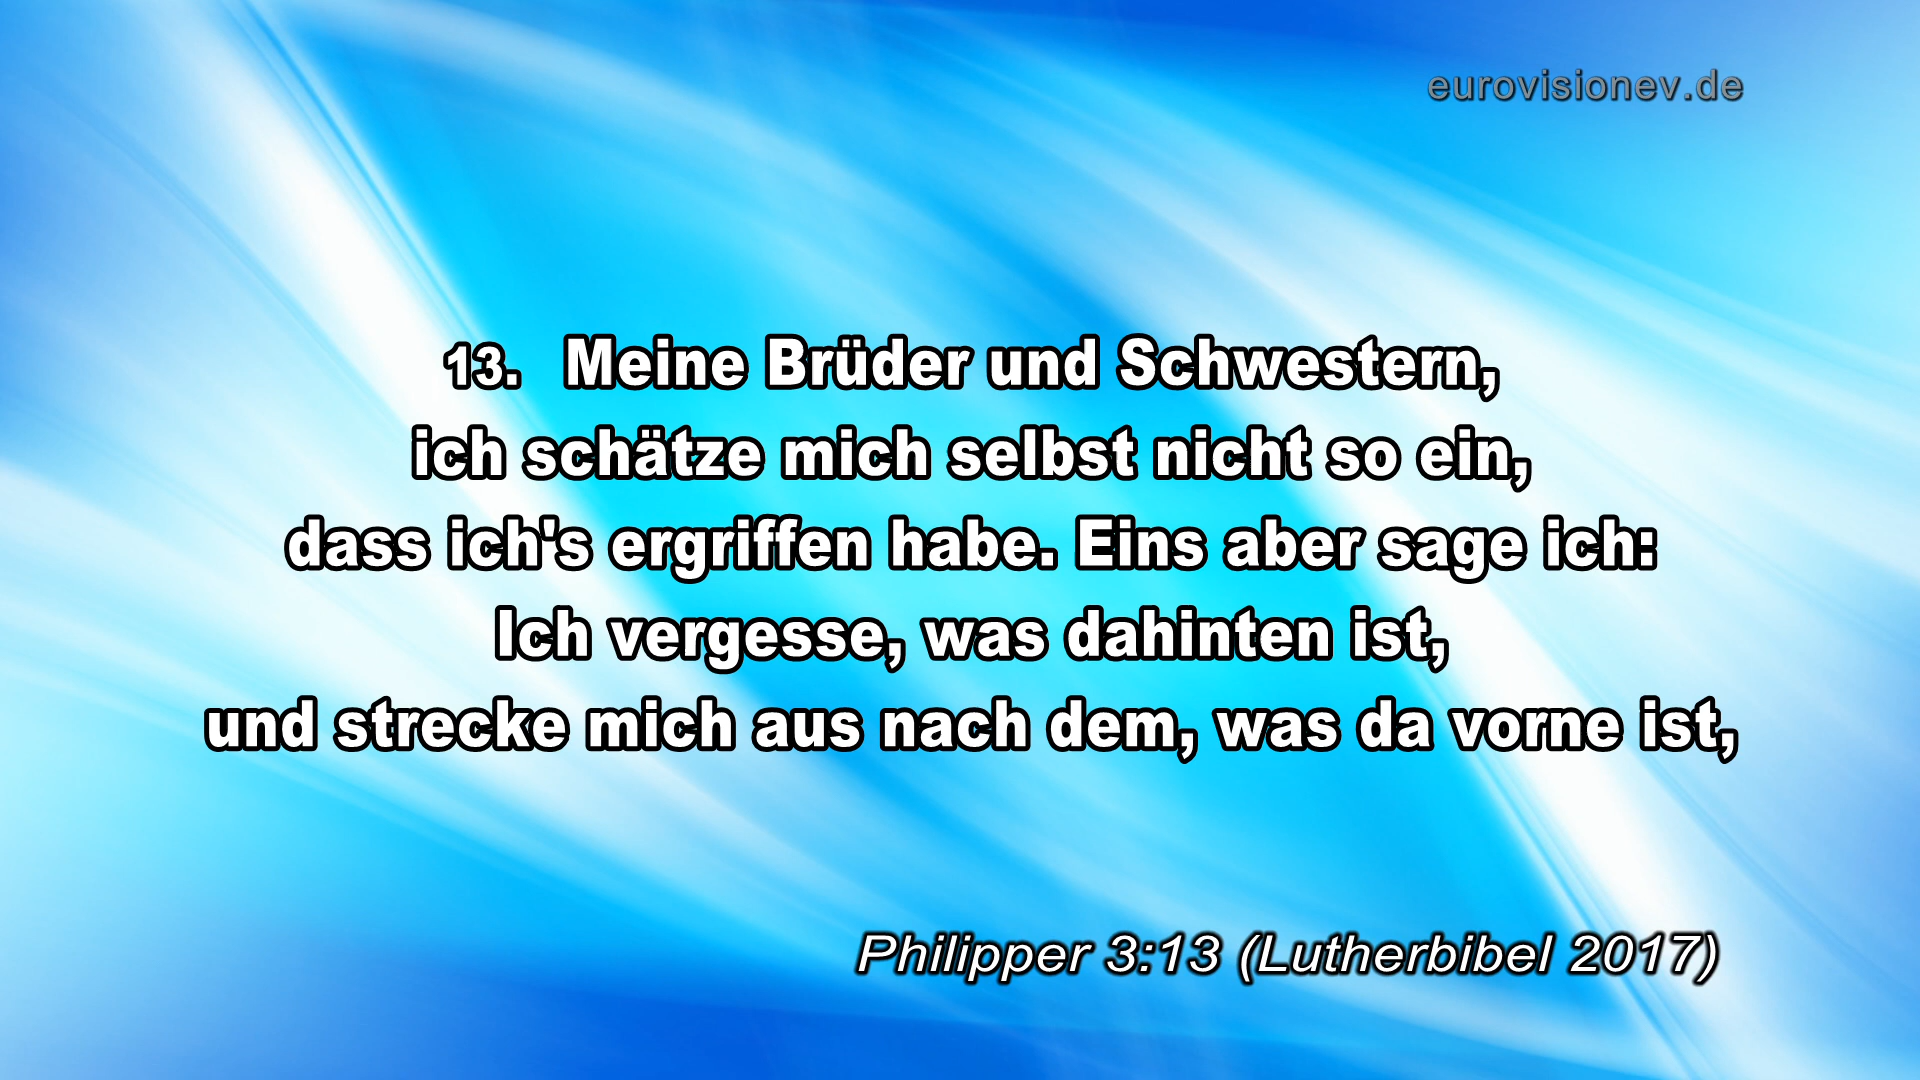 eurovisionev.de
13. Meine Brüder und Schwestern,
ich schätze mich selbst nicht so ein,
dass ich's ergriffen habe. Eins aber sage ich:
Ich vergesse, was dahinten ist,
und strecke mich aus nach dem, was da vorne ist,
Philipper 3:13 (Lutherbibel 2017)